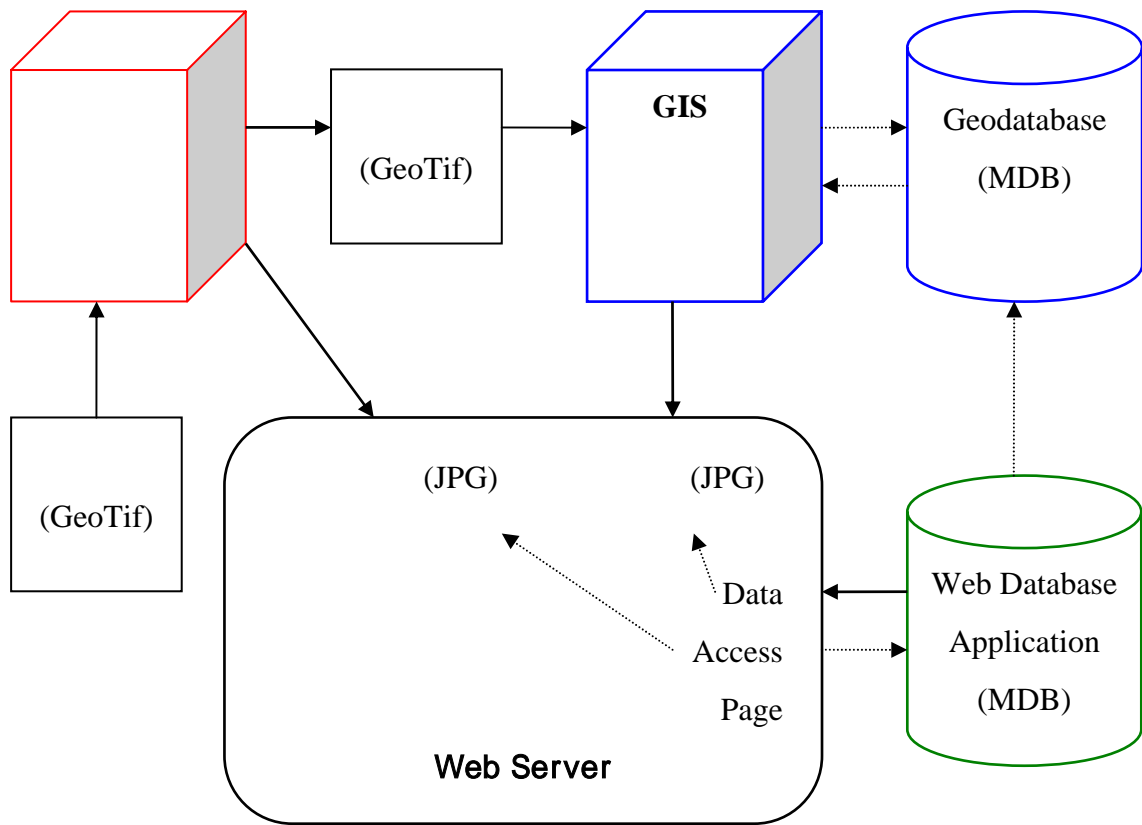 GIS
Geodatabase
(MDB)
(GeoTif)
(GeoTif)
(JPG)
(JPG)
Data
Access
Page
Web Server
Web Database
Application
(MDB)